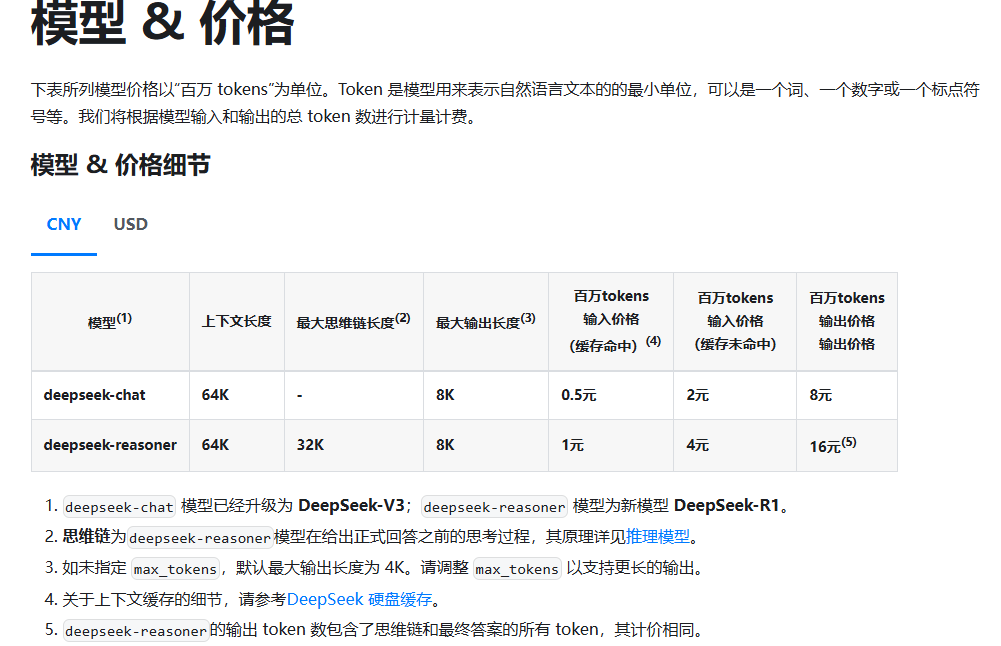 模型 & 价格
下表所列模型价格以“百万 tokens”为单位。Token 是模型用来表示自然语言文本的的最小单位，可以是一个词、一个数字或一个标点符
号等。我们将根据模型输入和输出的总 token 数进行计量计费。
模型 & 价格细节
CNY USD
模型(1) 上下文长度 最大思维链长度(2) 最大输出长度(3) 百万tokens 输入价格 （缓存命中）(4) 百万tokens 输入价格 （缓存未命中） 百万tokens 输出价格 输出价格
deepseek-chat 64K - 8K 0.5元 2元 8元
deepseek-reasoner 64K 32K 8K 1元 4元 16元(5)
1. deepseek-chat 模型已经升级为 DeepSeek-V3；deepseek-reasoner 模型为新模型 DeepSeek-R1。
2. 思维链为deepseek-reasoner模型在给出正式回答之前的思考过程，其原理详见推理模型。
3. 如未指定 max_tokens，默认最大输出长度为 4K。请调整 max_tokens 以支持更长的输出。
4. 关于上下文缓存的细节，请参考DeepSeek 硬盘缓存。
5. deepseek-reasoner的输出 token 数包含了思维链和最终答案的所有 token，其计价相同。